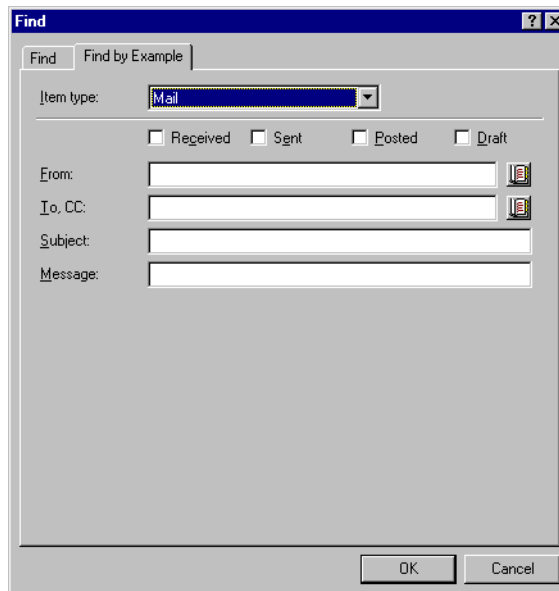 Find
Find Find by Example
Item type: Mail
Received Sent Posted Draft
From:
To, CC:
Subject:
Message:
OK Cancel